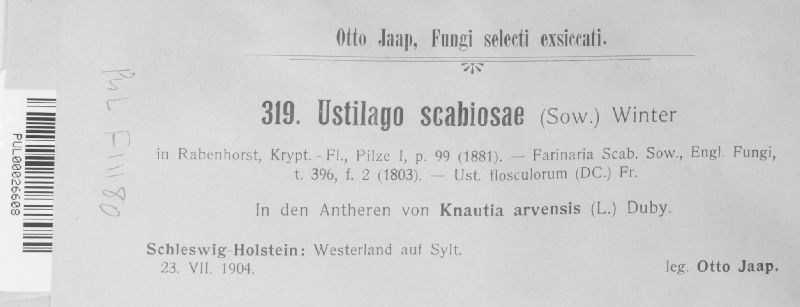 Otto Jaap, Fungi selecti exsiccati.
319. Ustilago scabiosae (Sow.) Winter
in Rabenhorst, Krypt.-Fl., Pilze I, p. 99 (1881). — Farinaria Scab. Sow., Engl. Fungi,
t. 396, f. 2 (1803). — Ust. flosculorum (DC.) Fr.
In den Antheren von Knautia arvensis (L.) Duby.
Schleswig-Holstein: Westerland auf Sylt.
23. VII. 1904.
leg. Otto Jaap.
PUL F11180
PUL00026608